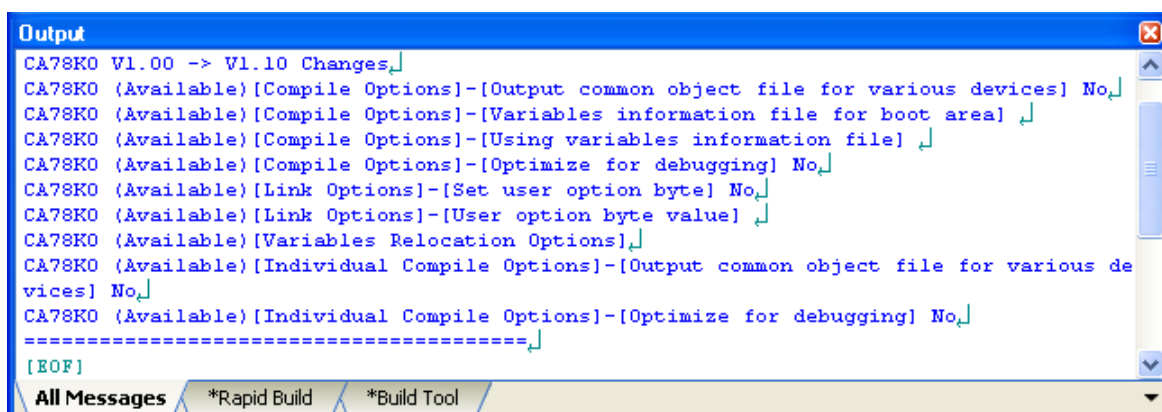 Output
CA78K0 V1.00 -> V1.10 Changes
CA78K0 (Available)[Compile Options]-[Output common object file for various devices] No
CA78K0 (Available)[Compile Options]-[Variables information file for boot area]
CA78K0 (Available)[Compile Options]-[Using variables information file]
CA78K0 (Available)[Compile Options]-[Optimize for debugging] No
CA78K0 (Available)[Link Options]-[Set user option byte] No
CA78K0 (Available)[Link Options]-[User option byte value]
CA78K0 (Available)[Variables Relocation Options]
CA78K0 (Available)[Individual Compile Options]-[Output common object file for various de
vices] No
CA78K0 (Available)[Individual Compile Options]-[Optimize for debugging] No
========================================
[EOF]
All Messages *Rapid Build *Build Tool